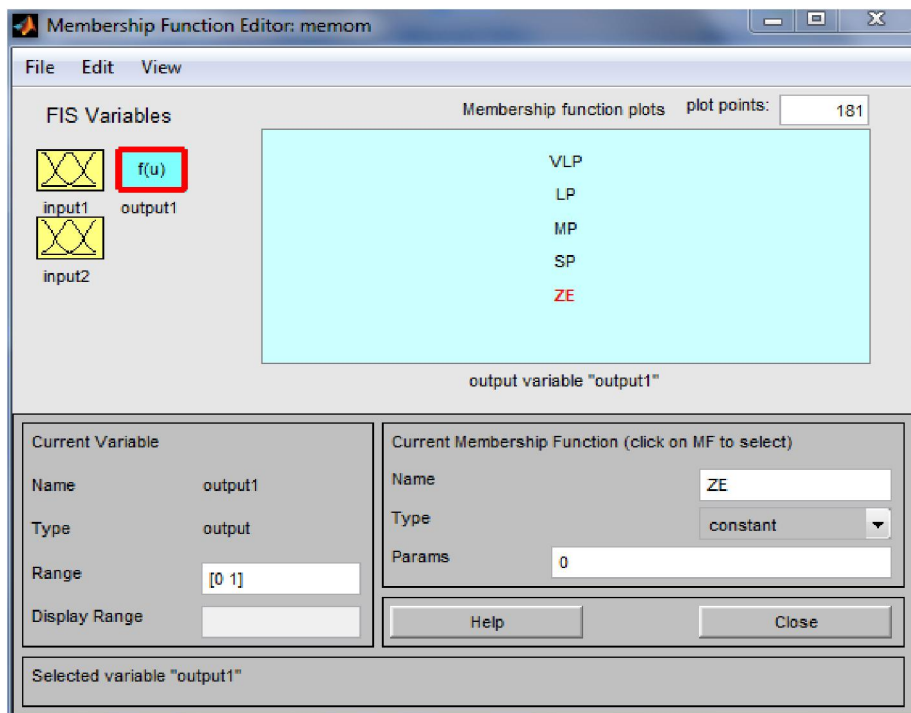 Membership Function Editor: memom
File Edit View
FIS Variables
Membership function plots plot points: 181
f(u)
input1 output1
input2
VLP
LP
MP
SP
ZE
output variable "output1"
Current Variable
Name output1
Type output
Range [0 1]
Display Range
Current Membership Function (click on MF to select)
Name ZE
Type constant
Params 0
Help Close
Selected variable "output1"